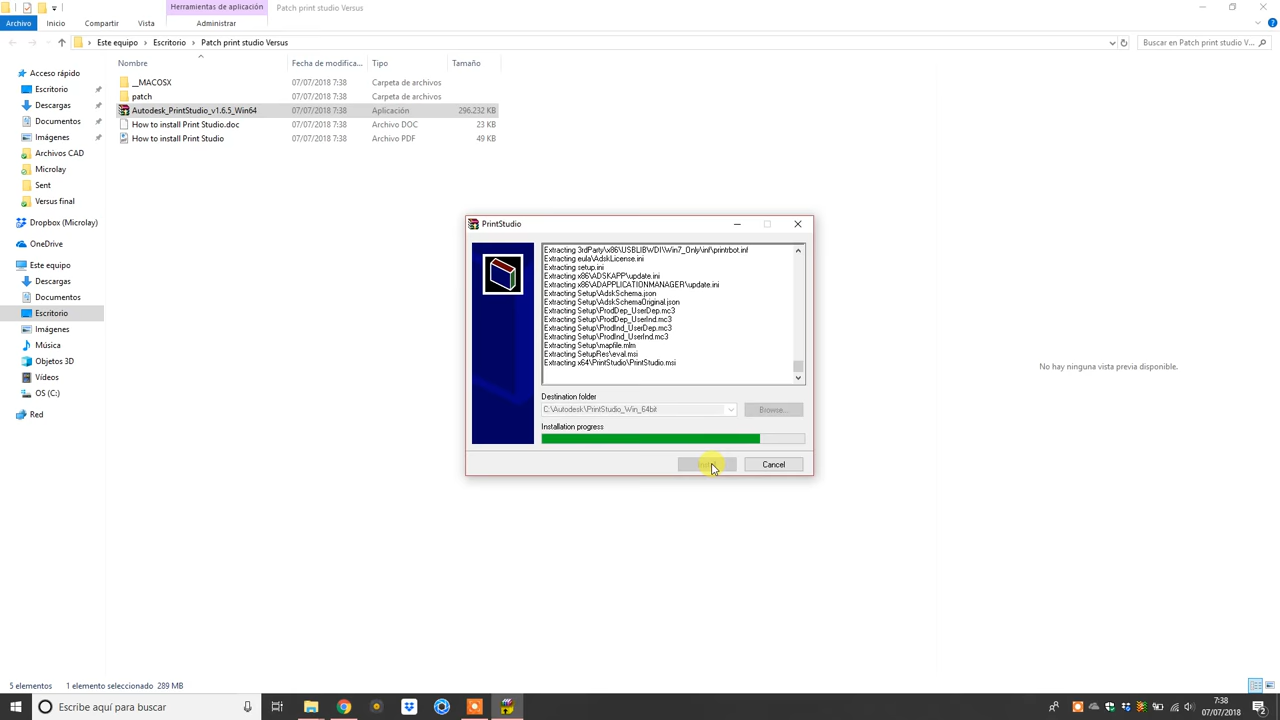 Herramientas de aplicación
Patch print studio Versus
Archivo
Inicio
Compartir
Vista
Administrar
Este equipo
Escritorio
Patch print studio Versus
Buscar en Patch print studio V...
Nombre
Fecha de modifica...
Tipo
Tamaño
Acceso rápido
Escritorio
Descargas
Documentos
Imágenes
Archivos CAD
Microlay
Sent
Versus final
Dropbox (Microlay)
OneDrive
Este equipo
Descargas
Documentos
Escritorio
Imágenes
Música
Objetos 3D
Vídeos
OS (C:)
Red
__MACOSX 07/07/2018 7:38 Carpeta de archivos
patch 07/07/2018 7:38 Carpeta de archivos
Autodesk_PrintStudio_v1.6.5_Win64 07/07/2018 7:38 Aplicación 296.232 KB
How to install Print Studio.doc 07/07/2018 7:38 Archivo DOC 23 KB
How to install Print Studio 07/07/2018 7:38 Archivo PDF 49 KB
PrintStudio
Extracting 3rdParty\x86\USBLIBWDI\Win7_Only\inf\printrbot.inf
Extracting eula\AdskLicense.ini
Extracting setup.ini
Extracting x86\ADSKAPP\update.ini
Extracting x86\ADAPPLICATIONMANAGER\update.ini
Extracting Setup\AdskSchema.json
Extracting Setup\AdskSchemaOriginal.json
Extracting Setup\ProdDep_UserDep.mc3
Extracting Setup\ProdDep_UserInd.mc3
Extracting Setup\ProdInd_UserDep.mc3
Extracting Setup\ProdInd_UserInd.mc3
Extracting Setup\mapfile.mlm
Extracting SetupRes\eval.msi
Extracting x64\PrintStudio\PrintStudio.msi
Destination folder
C:\Autodesk\PrintStudio_Win_64bit
Browse...
Installation progress
Cancel
No hay ninguna vista previa disponible.
5 elementos 1 elemento seleccionado 289 MB
Escribe aquí para buscar
7:38
07/07/2018
2